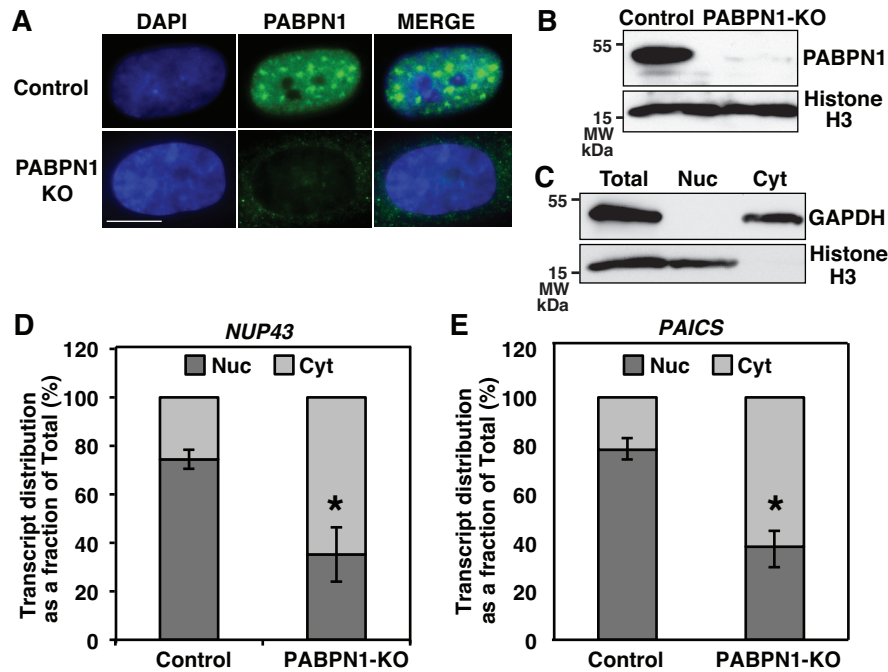 A
DAPI PABPN1 MERGE
Control
PABPN1
KO
B
Control PABPN1-KO
55
PABPN1
15
Histone
H3
MW
kDa
C
Total Nuc Cyt
55
GAPDH
15
Histone
H3
MW
kDa
D
NUP43
Nuc Cyt
Transcript distribution
as a fraction of Total (%)
120
100
80
60
40
20
0
*
Control PABPN1-KO
E
PAICS
Nuc Cyt
Transcript distribution
as a fraction of Total (%)
120
100
80
60
40
20
0
*
Control PABPN1-KO